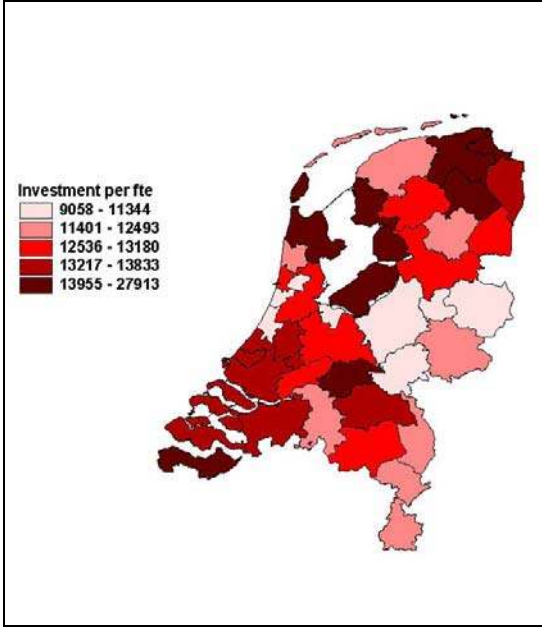 Investment per fte
9058 - 11344
11401 - 12493
12536 - 13180
13217 - 13833
13955 - 27913